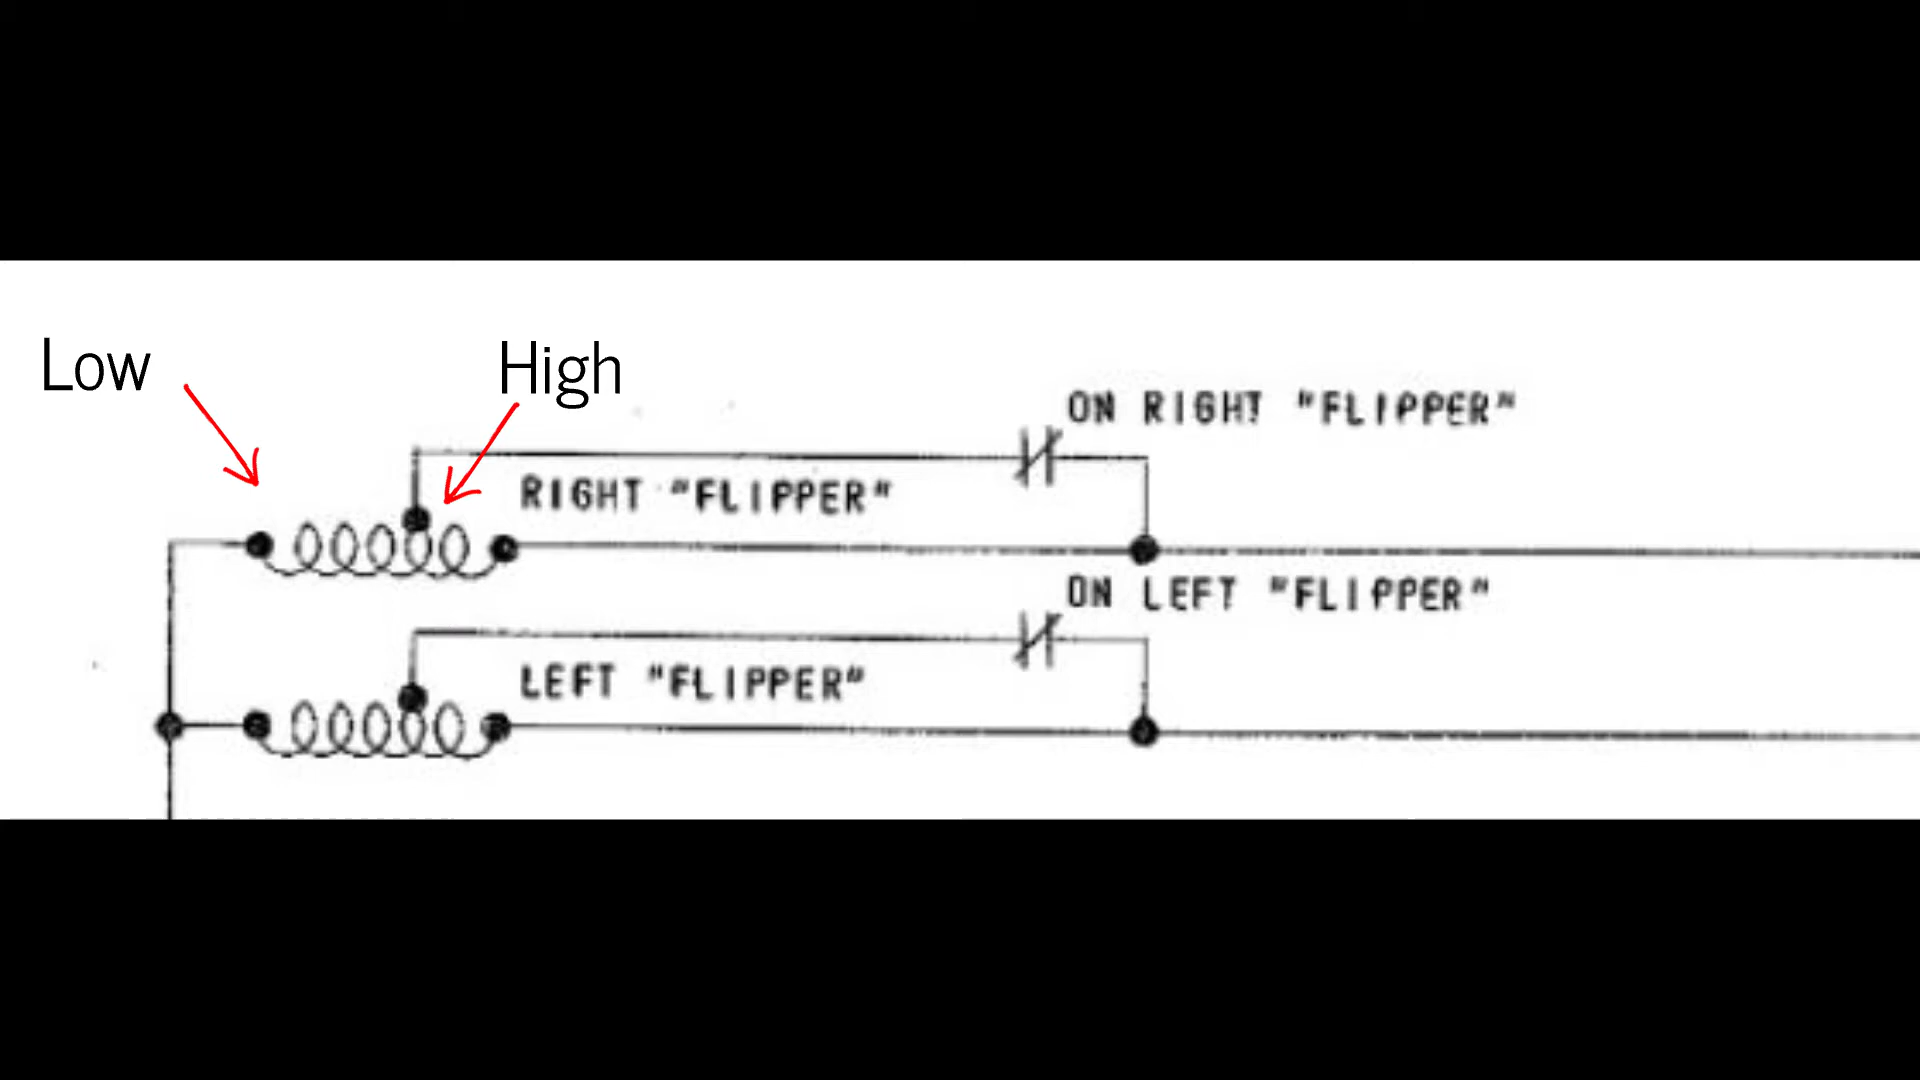 Low
High
ON RIGHT "FLIPPER"
RIGHT "FLIPPER"
ON LEFT "FLIPPER"
LEFT "FLIPPER"